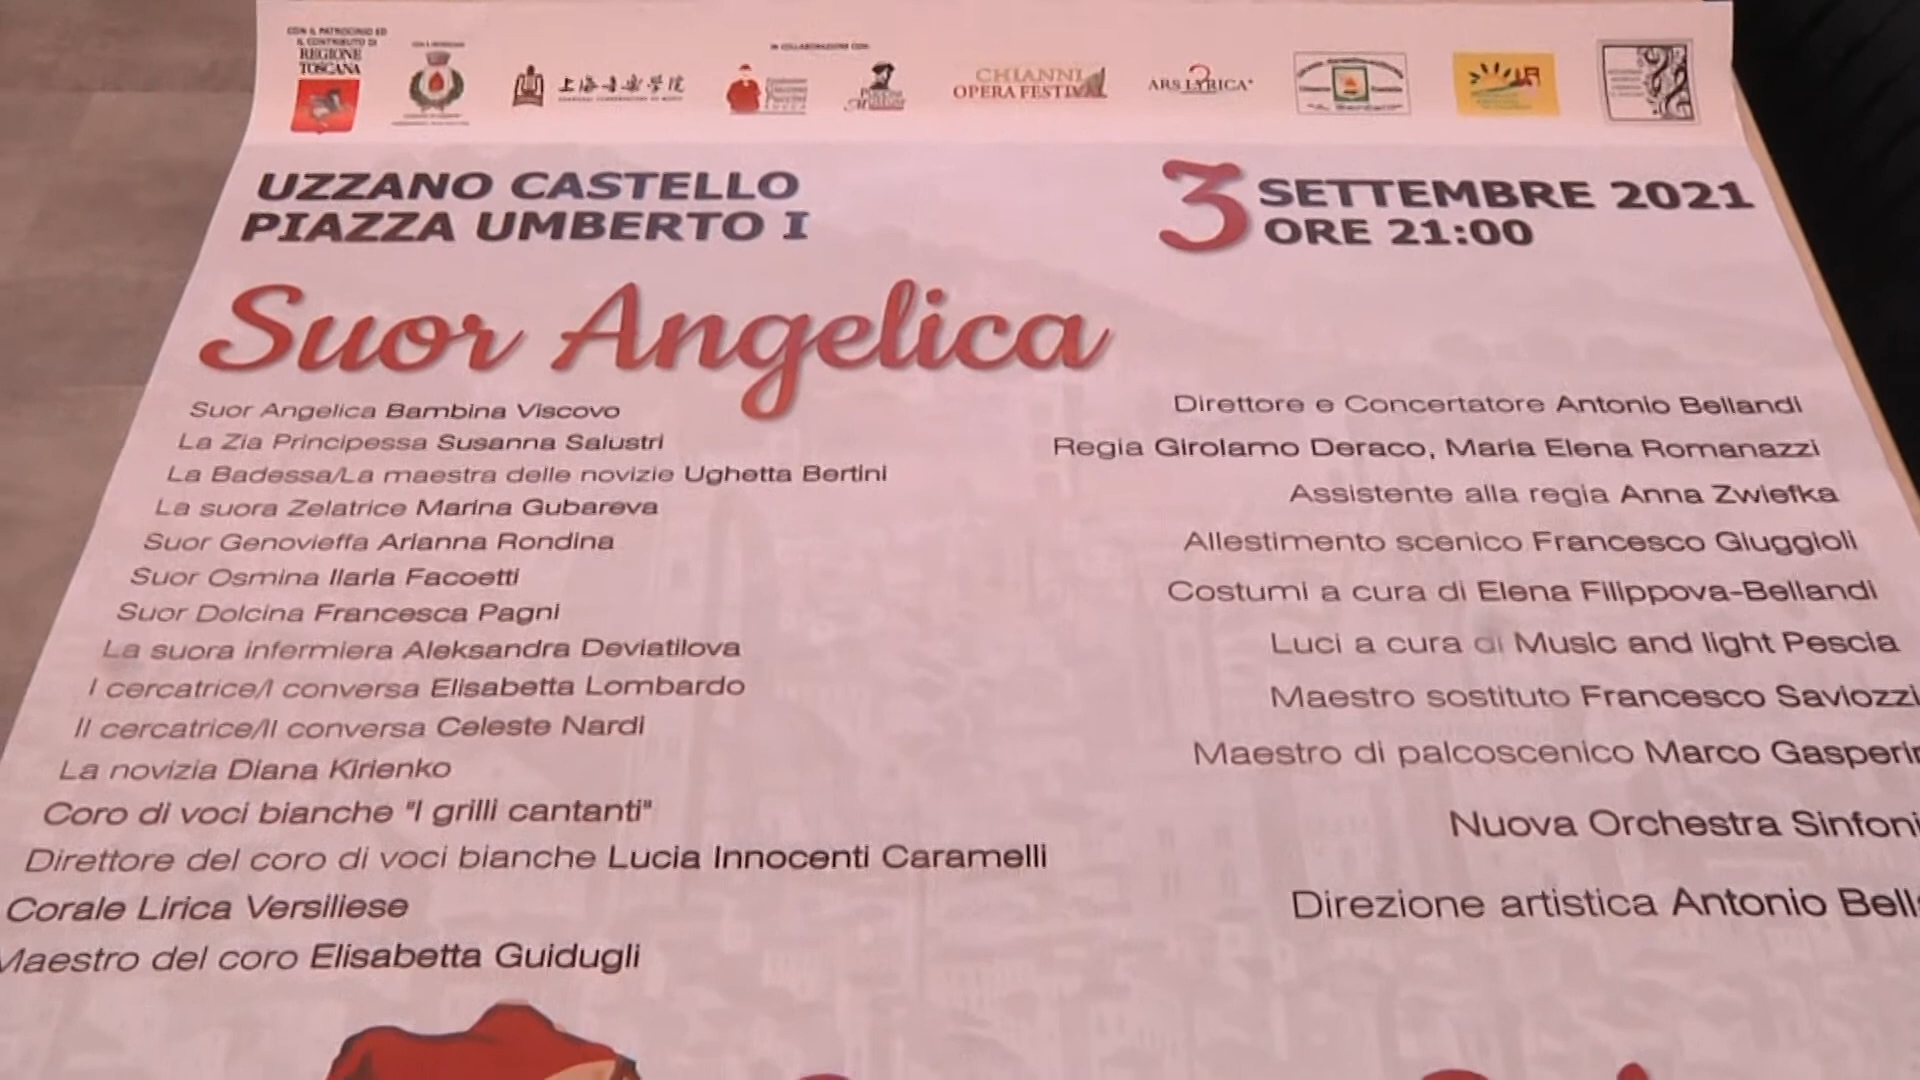 CON IL PATROCINIO ED
IL CONTRIBUTO DI
REGIONE
TOSCANA
IN COLLABORAZIONE CON:
上海音乐学院
CHIANNI
OPERA FESTIVAL
ARS LYRICA
UZZANO CASTELLO
PIAZZA UMBERTO I
3 SETTEMBRE 2021
ORE 21:00
Suor Angelica
Suor Angelica Bambina Viscovo
La Zia Principessa Susanna Salustri
La Badessa/La maestra delle novizie Ughetta Bertini
La suora Zelatrice Marina Gubareva
Suor Genovieffa Arianna Rondina
Suor Osmina Ilaria Facoetti
Suor Dolcina Francesca Pagni
La suora infermiera Aleksandra Deviatilova
I cercatrice/I conversa Elisabetta Lombardo
II cercatrice/II conversa Celeste Nardi
La novizia Diana Kirienko
Coro di voci bianche "I grilli cantanti"
Direttore del coro di voci bianche Lucia Innocenti Caramelli
Corale Lirica Versiliese
Maestro del coro Elisabetta Guidugli
Direttore e Concertatore Antonio Bellandi
Regia Girolamo Deraco, Maria Elena Romanazzi
Assistente alla regia Anna Zwiefka
Allestimento scenico Francesco Giuggioli
Costumi a cura di Elena Filippova-Bellandi
Luci a cura di Music and light Pescia
Maestro sostituto Francesco Saviozzi
Maestro di palcoscenico Marco Gasperin
Nuova Orchestra Sinfoni
Direzione artistica Antonio Bell